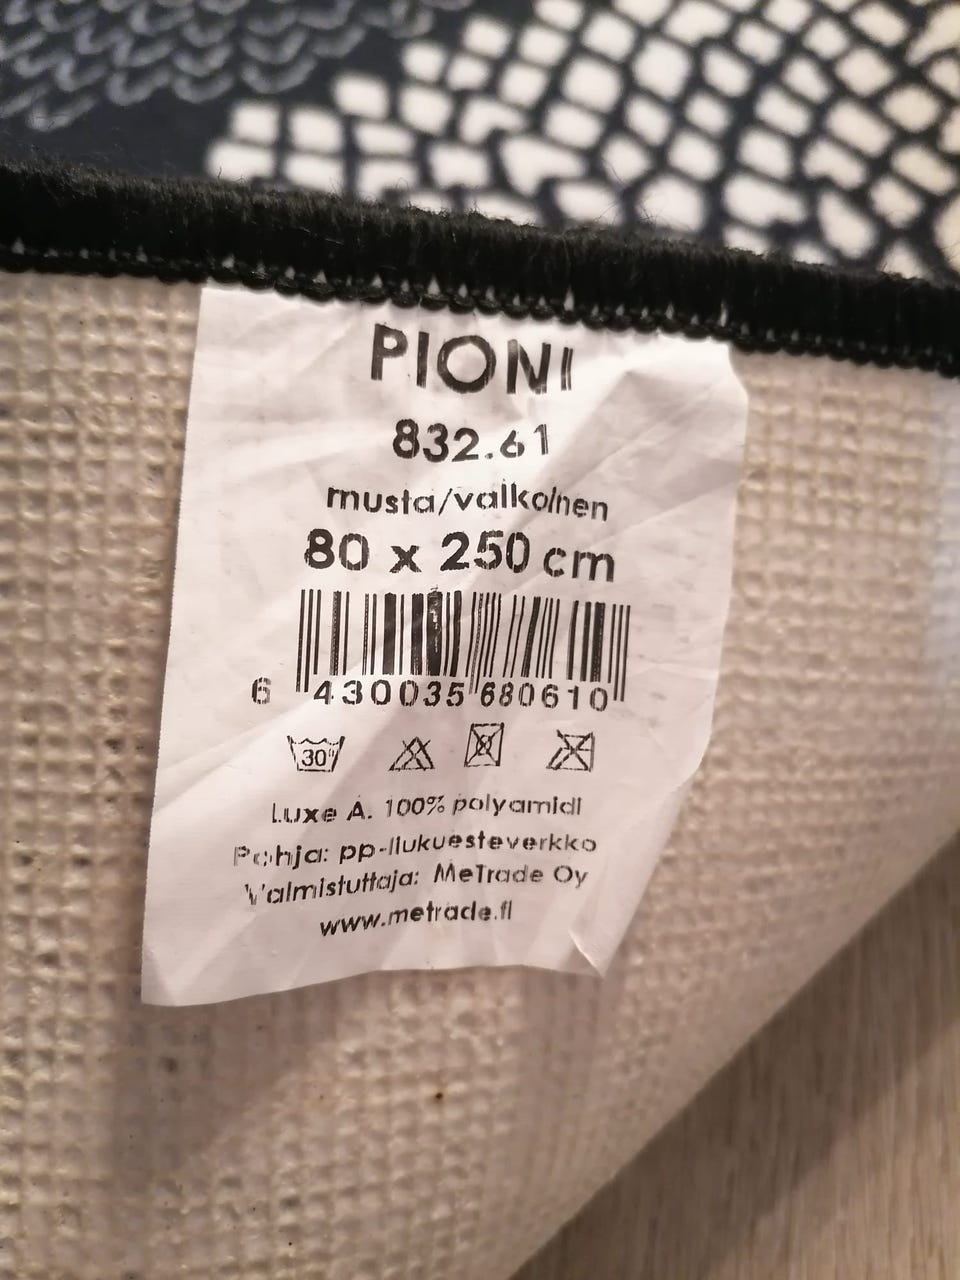 PIONI
832.61
musta/valkoinen
80 x 250 cm
6 430035 680610
30°
Luxe A. 100% polyamidi
Pohja: pp-liukuesteverkko
Valmistuttaja: MeTrade Oy
www.metrade.fi